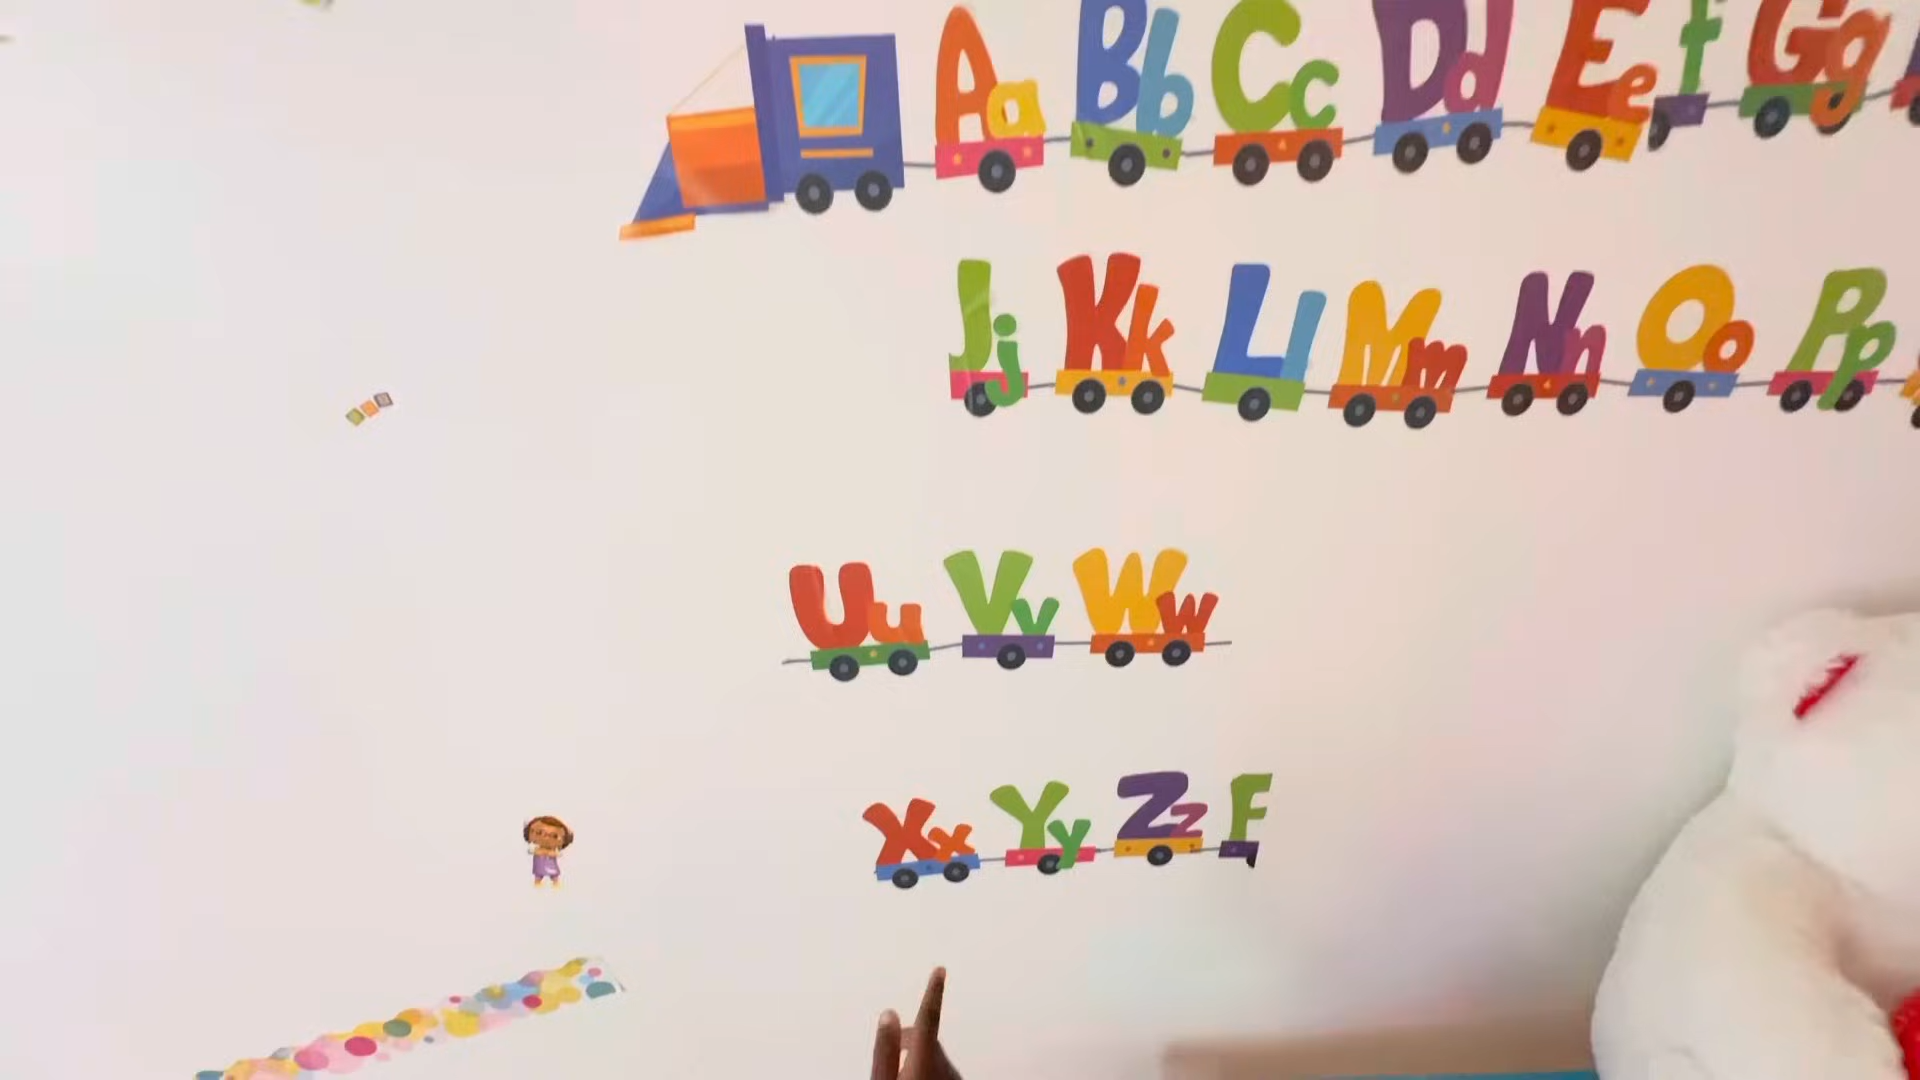 Aa Bb Cc Dd Ee f Gg
Jj Kk Ll Mm Nn Oo Pp
Uu Vv Ww
Xx Yy Zz F